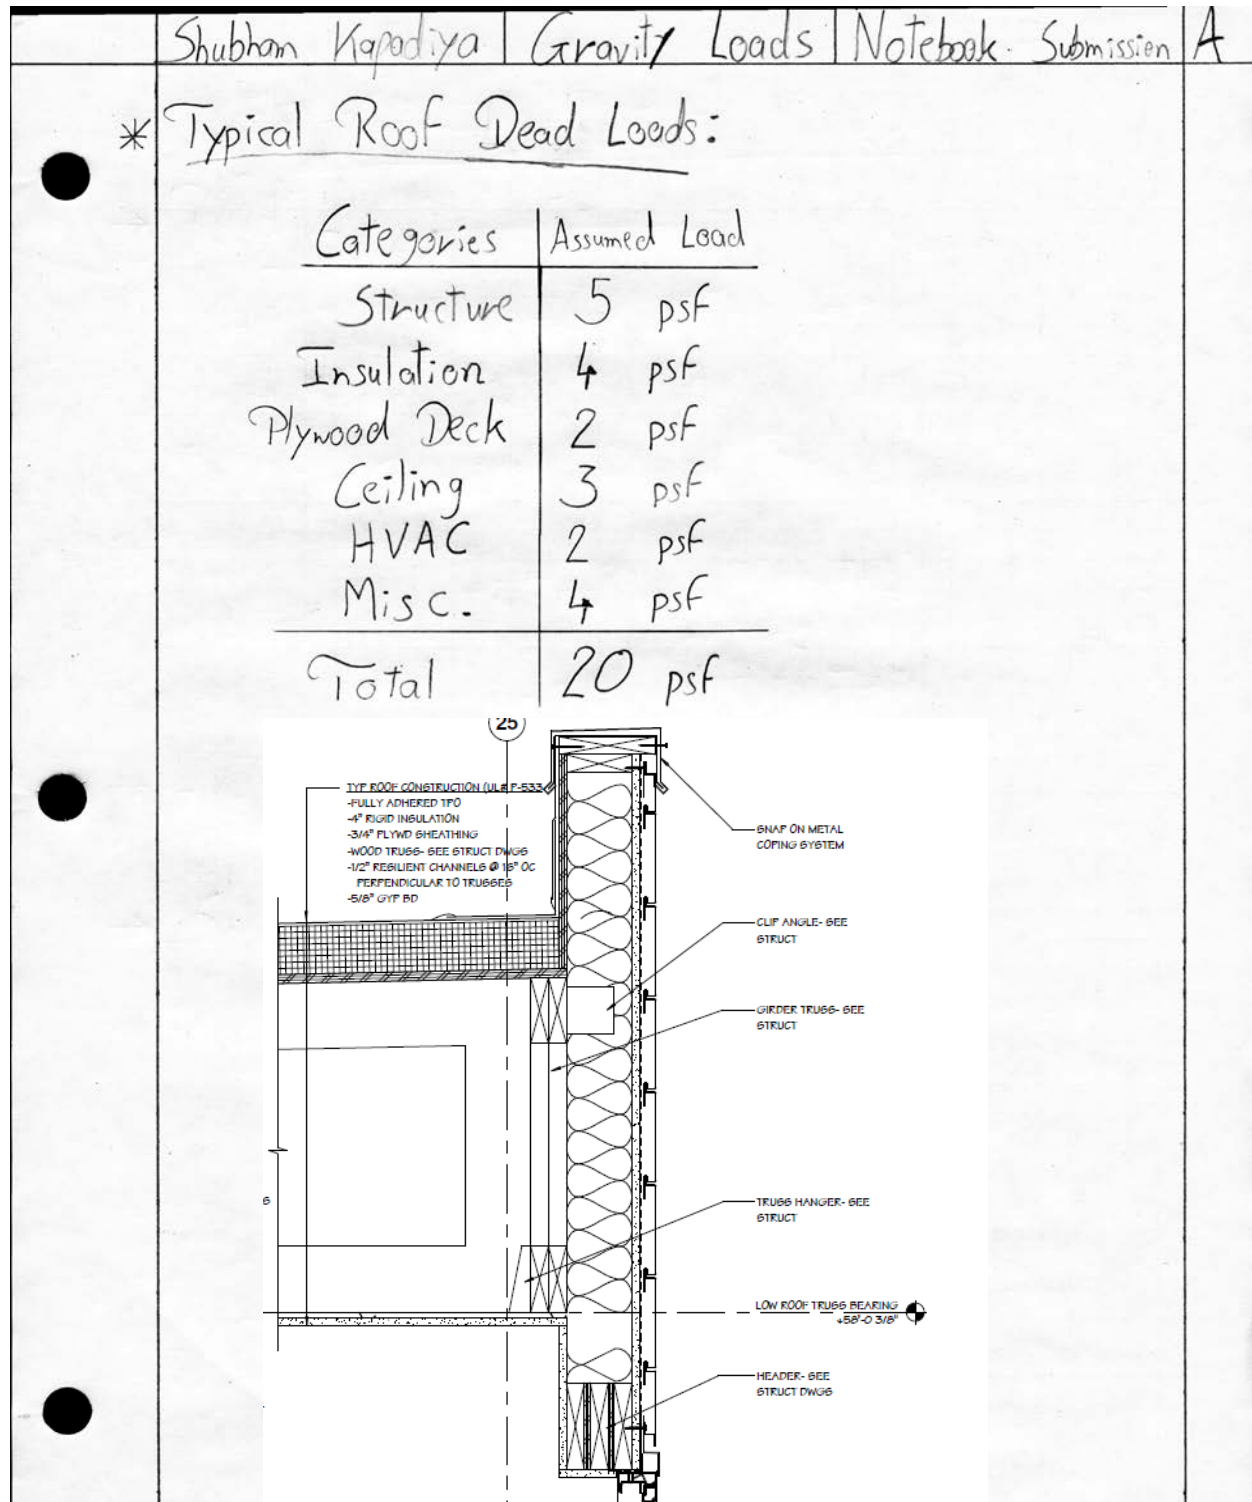 Shubham Kapadiya | Gravity Loads | Notebook Submission | A
* Typical Roof Dead Loads:
Categories | Assumed Load
Structure 5 psf
Insulation 4 psf
Plywood Deck 2 psf
Ceiling 3 psf
HVAC 2 psf
Misc. 4 psf
Total 20 psf
25
TYP ROOF CONSTRUCTION (UL# P-533
-FULLY ADHERED TPO
-4" RIGID INSULATION
-3/4" PLYWD SHEATHING
-WOOD TRUSS- SEE STRUCT DWGS
-1/2" RESILIENT CHANNELS @ 16" OC
PERPENDICULAR TO TRUSSES
-5/8" GYP BD
SNAP ON METAL
COPING SYSTEM
CLIP ANGLE- SEE
STRUCT
GIRDER TRUSS- SEE
STRUCT
S
TRUSS HANGER- SEE
STRUCT
LOW ROOF TRUSS BEARING
+58'-0 3/8"
HEADER- SEE
STRUCT DWGS